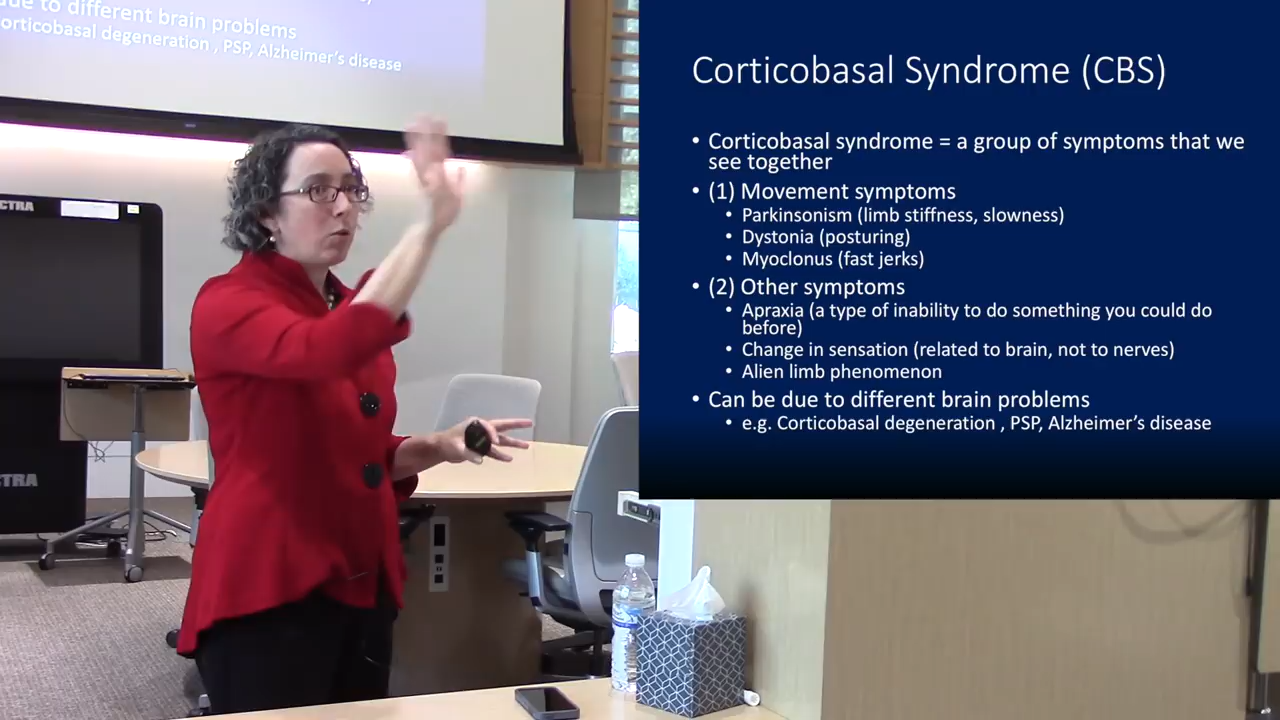 due to different brain problems
orticobasal degeneration , PSP, Alzheimer's disease
CTRA
TRA
Corticobasal Syndrome (CBS)
• Corticobasal syndrome = a group of symptoms that we
see together
• (1) Movement symptoms
• Parkinsonism (limb stiffness, slowness)
• Dystonia (posturing)
• Myoclonus (fast jerks)
• (2) Other symptoms
• Apraxia (a type of inability to do something you could do
before)
• Change in sensation (related to brain, not to nerves)
• Alien limb phenomenon
• Can be due to different brain problems
• e.g. Corticobasal degeneration , PSP, Alzheimer's disease